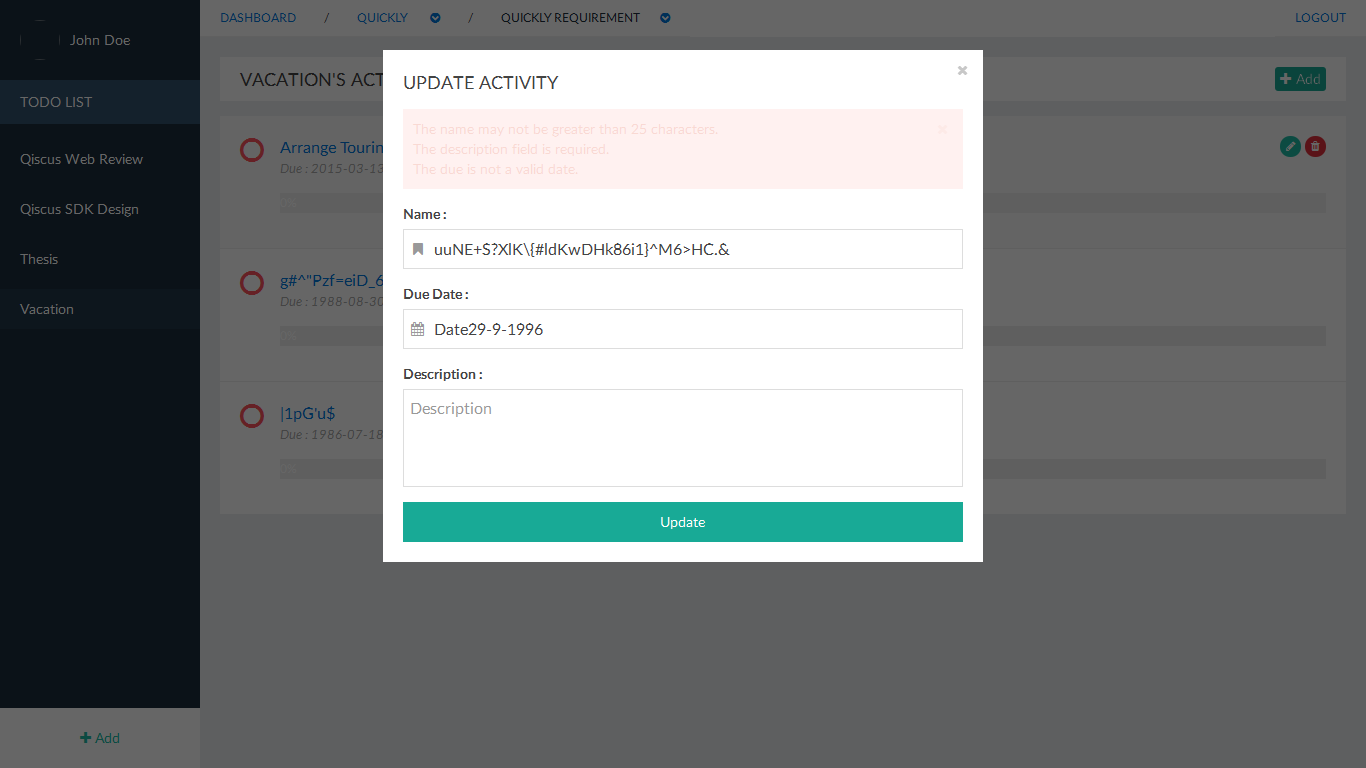 John Doe
DASHBOARD / QUICKLY / QUICKLY REQUIREMENT LOGOUT
TODO LIST
Qiscus Web Review
Qiscus SDK Design
Thesis
Vacation
Add
VACATION'S ACT
Add
Arrange Tourin
Due : 2015-03-13
0%
g#^"Pzf=eiD_6
Due : 1988-08-30
0%
|1pG'u$
Due : 1986-07-18
0%
UPDATE ACTIVITY
The name may not be greater than 25 characters.
The description field is required.
The due is not a valid date.
Name :
uuNE+S?XlK\{#ldKwDHk86i1}^M6>HC.&
Due Date :
Date29-9-1996
Description :
Description
Update